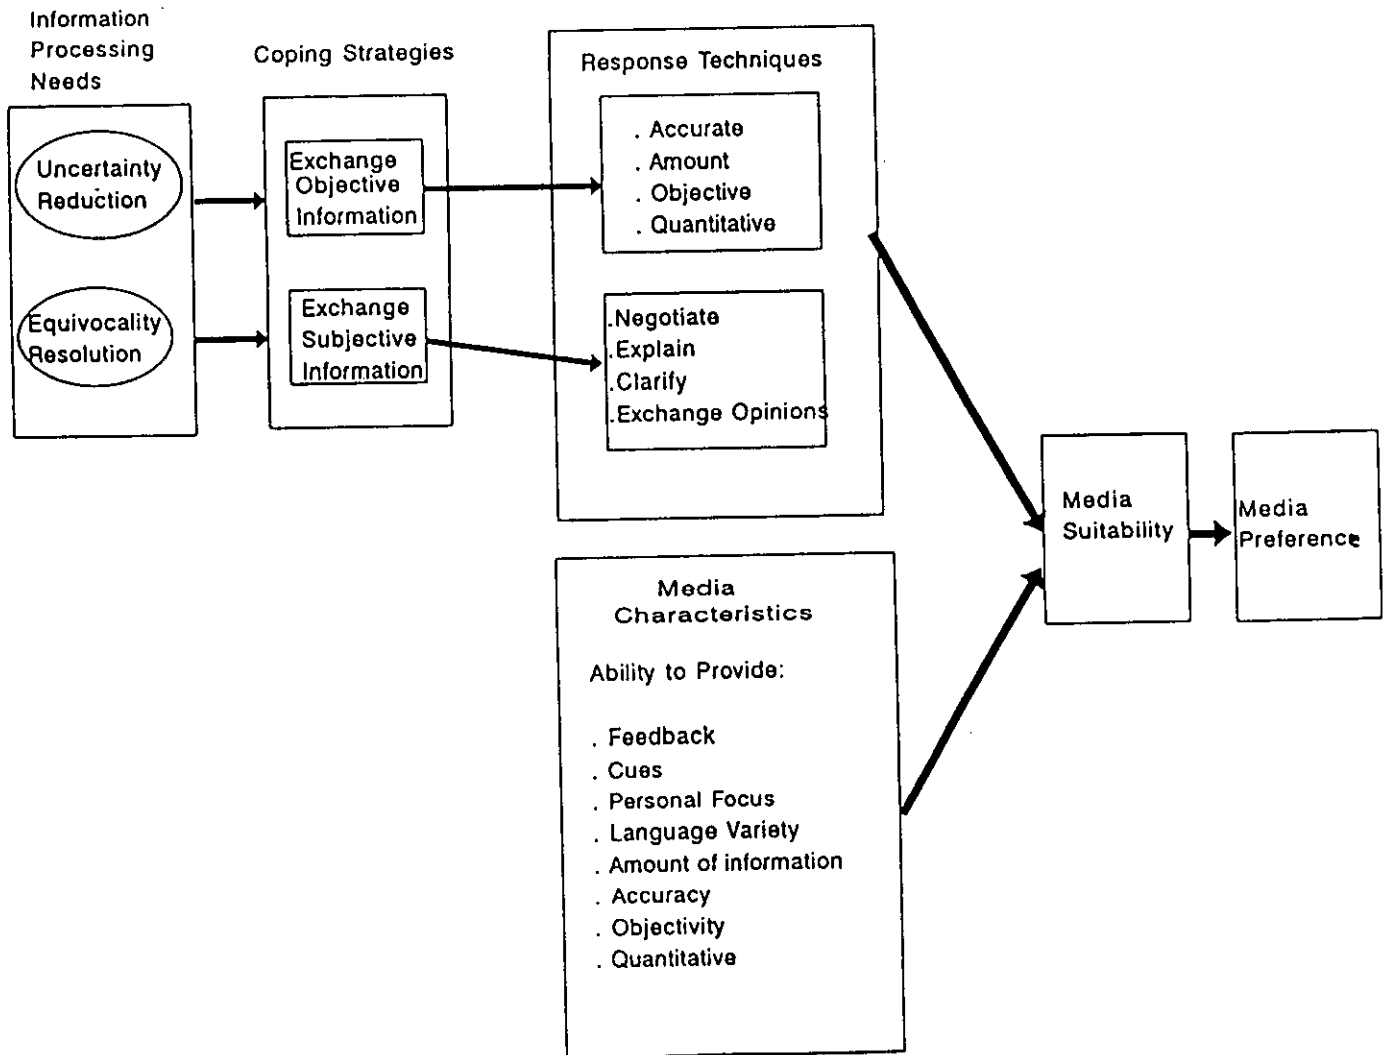 Information
Processing
Needs
Uncertainty
Reduction
Equivocality
Resolution
Coping Strategies
Exchange
Objective
Information
Exchange
Subjective
Information
Response Techniques
. Accurate
. Amount
. Objective
. Quantitative
.Negotiate
.Explain
.Clarify
.Exchange Opinions
Media
Characteristics
Ability to Provide:
. Feedback
. Cues
. Personal Focus
. Language Variety
. Amount of information
. Accuracy
. Objectivity
. Quantitative
Media
Suitability
Media
Preference